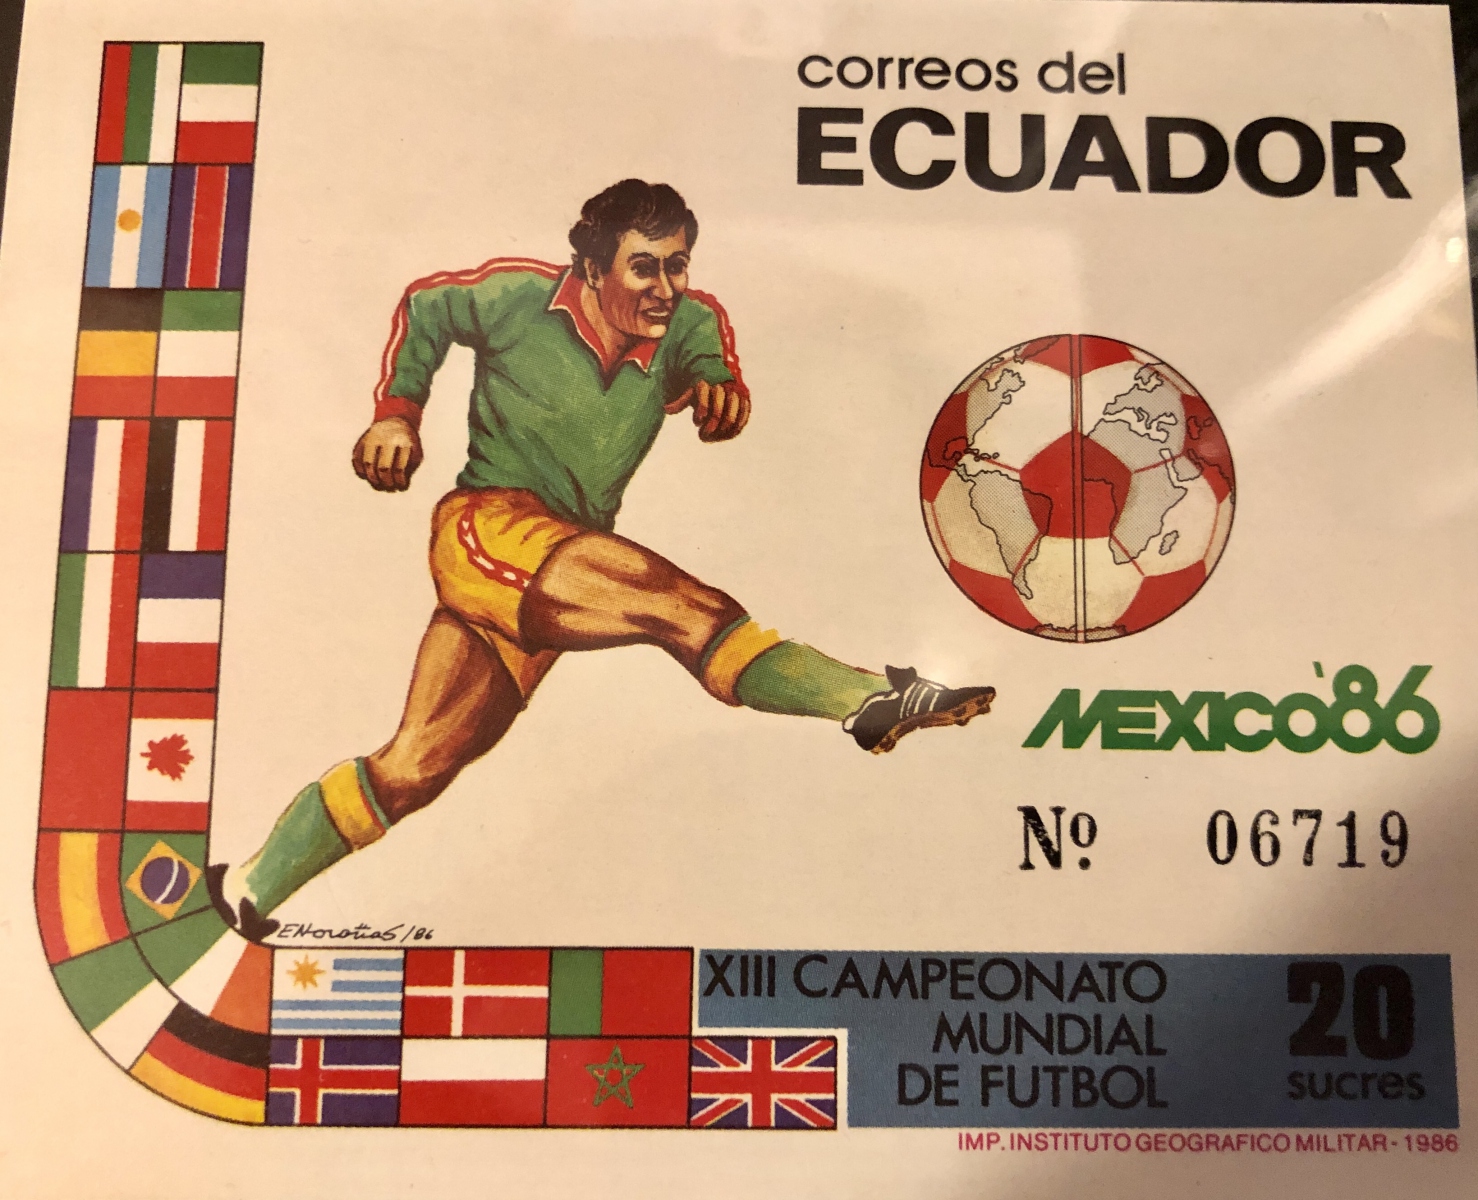 correos del
ECUADOR
MEXICO'86
Nº 06719
XIII CAMPEONATO
MUNDIAL
DE FUTBOL
20
sucres
IMP. INSTITUTO GEOGRAFICO MILITAR - 1986